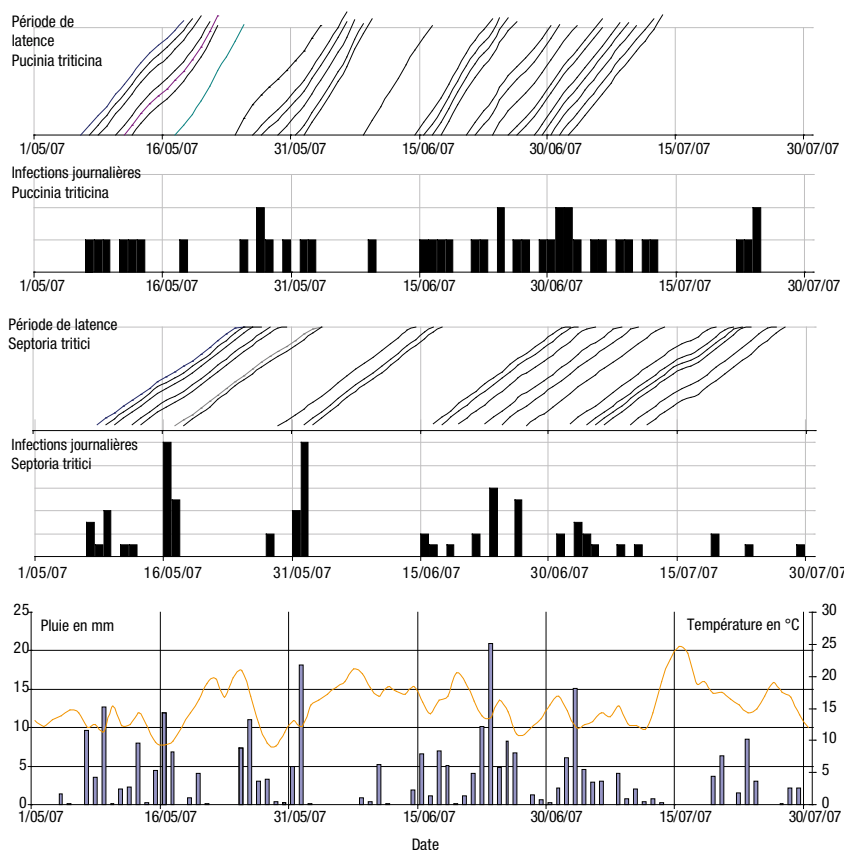 Période de
latence
Pucinia triticina
1/05/07 16/05/07 31/05/07 15/06/07 30/06/07 15/07/07 30/07/07
Infections journalières
Puccinia triticina
1/05/07 16/05/07 31/05/07 15/06/07 30/06/07 15/07/07 30/07/07
Période de latence
Septoria tritici
Infections journalières
Septoria tritici
1/05/07 16/05/07 31/05/07 15/06/07 30/06/07 15/07/07 30/07/07
25 30
Pluie en mm Température en °C
20 25
20
15
15
10
10
5
5
0 0
1/05/07 16/05/07 31/05/07 15/06/07 30/06/07 15/07/07 30/07/07
Date